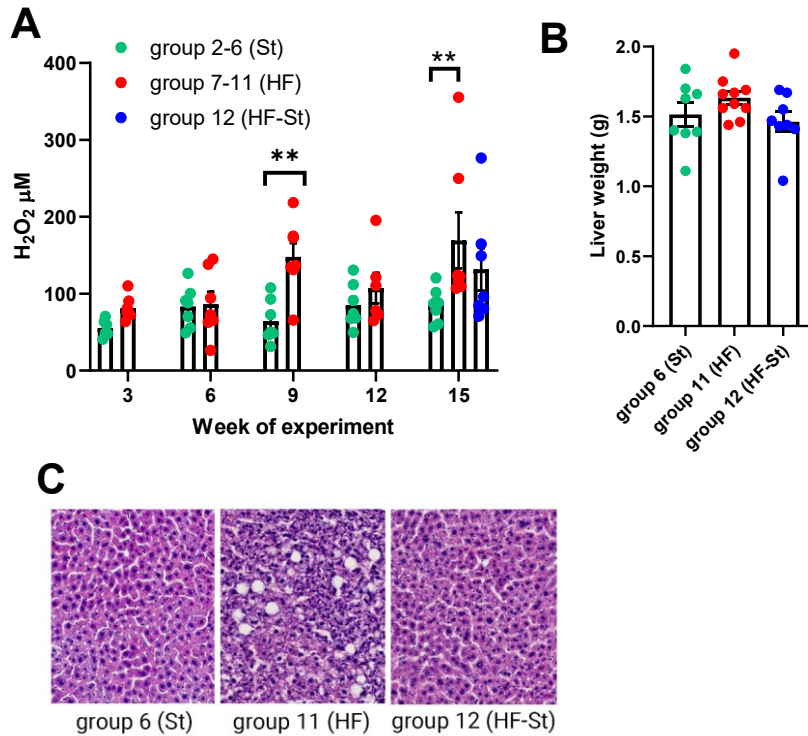 A
400
300
200
100
0
H₂O₂ μM
group 2-6 (St)
group 7-11 (HF)
group 12 (HF-St)
**
**
3 6 9 12 15
Week of experiment
B
2.0
1.5
1.0
0.5
0.0
Liver weight (g)
group 6 (St)
group 11 (HF)
group 12 (HF-St)
C
group 6 (St) group 11 (HF) group 12 (HF-St)